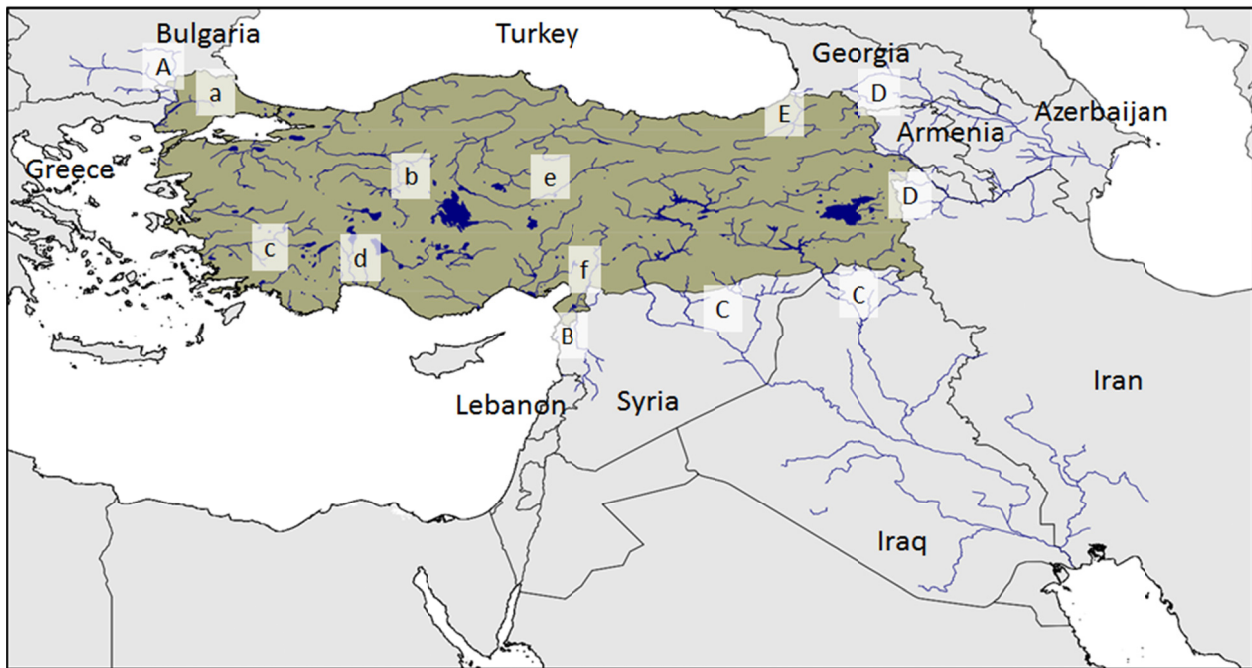 Bulgaria
Turkey
Georgia
A
a
D
E
Azerbaijan
Armenia
Greece
b
e
D
c
d
f
C
C
B
Lebanon
Syria
Iran
Iraq